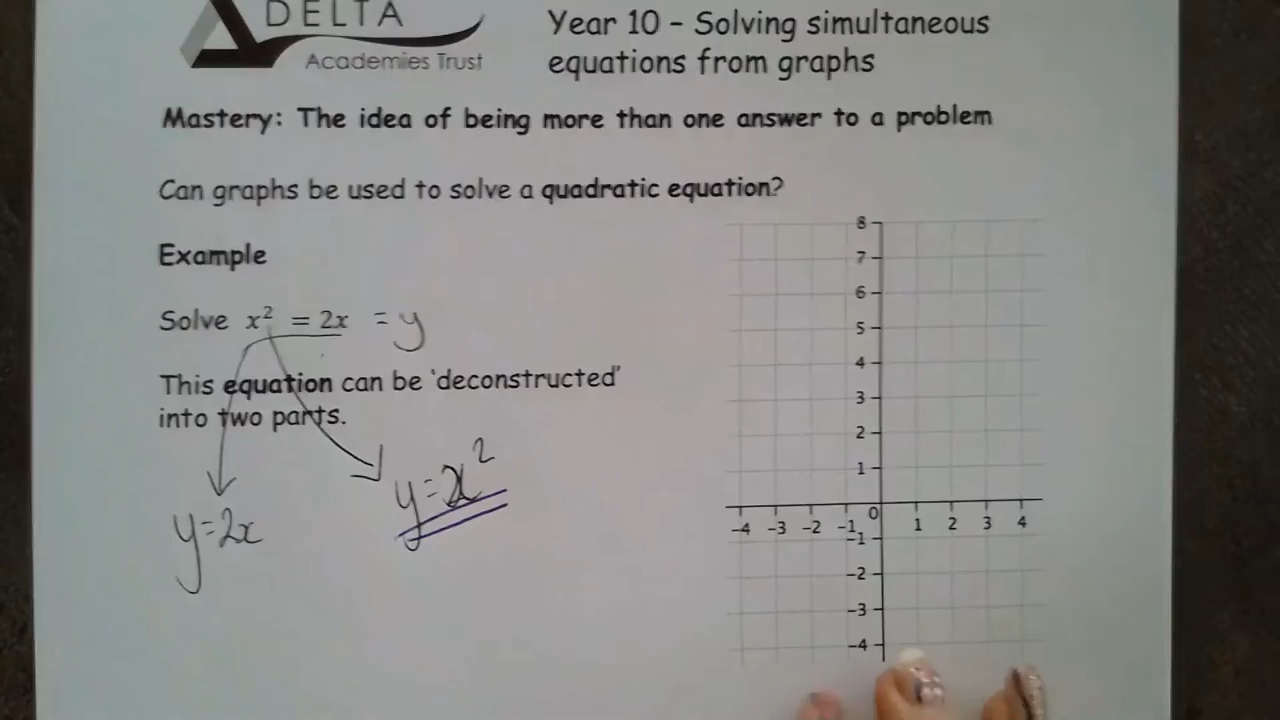 DELTA
Academies Trust
Year 10 - Solving simultaneous
equations from graphs
Mastery: The idea of being more than one answer to a problem
Can graphs be used to solve a quadratic equation?
Example
Solve x² = 2x = y
This equation can be 'deconstructed'
into two parts.
y=2x
y=x²
8
7
6
5
4
3
2
1
0
-4 -3 -2 -1 1 2 3 4
-1
-2
-3
-4